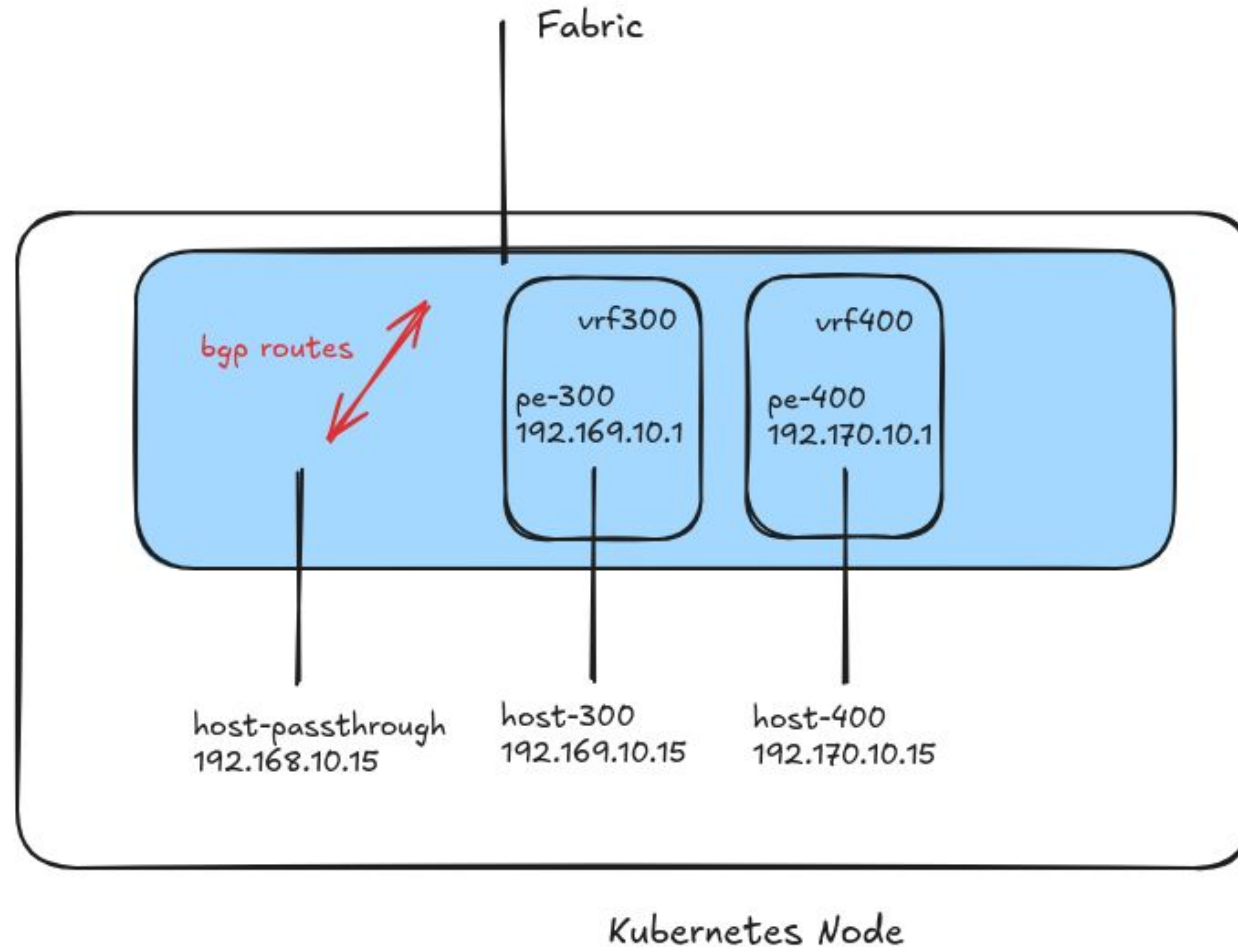 Fabric
bgp routes
vrf300
pe-300
192.169.10.1
vrf400
pe-400
192.170.10.1
host-passthrough
192.168.10.15
host-300
192.169.10.15
host-400
192.170.10.15
Kubernetes Node